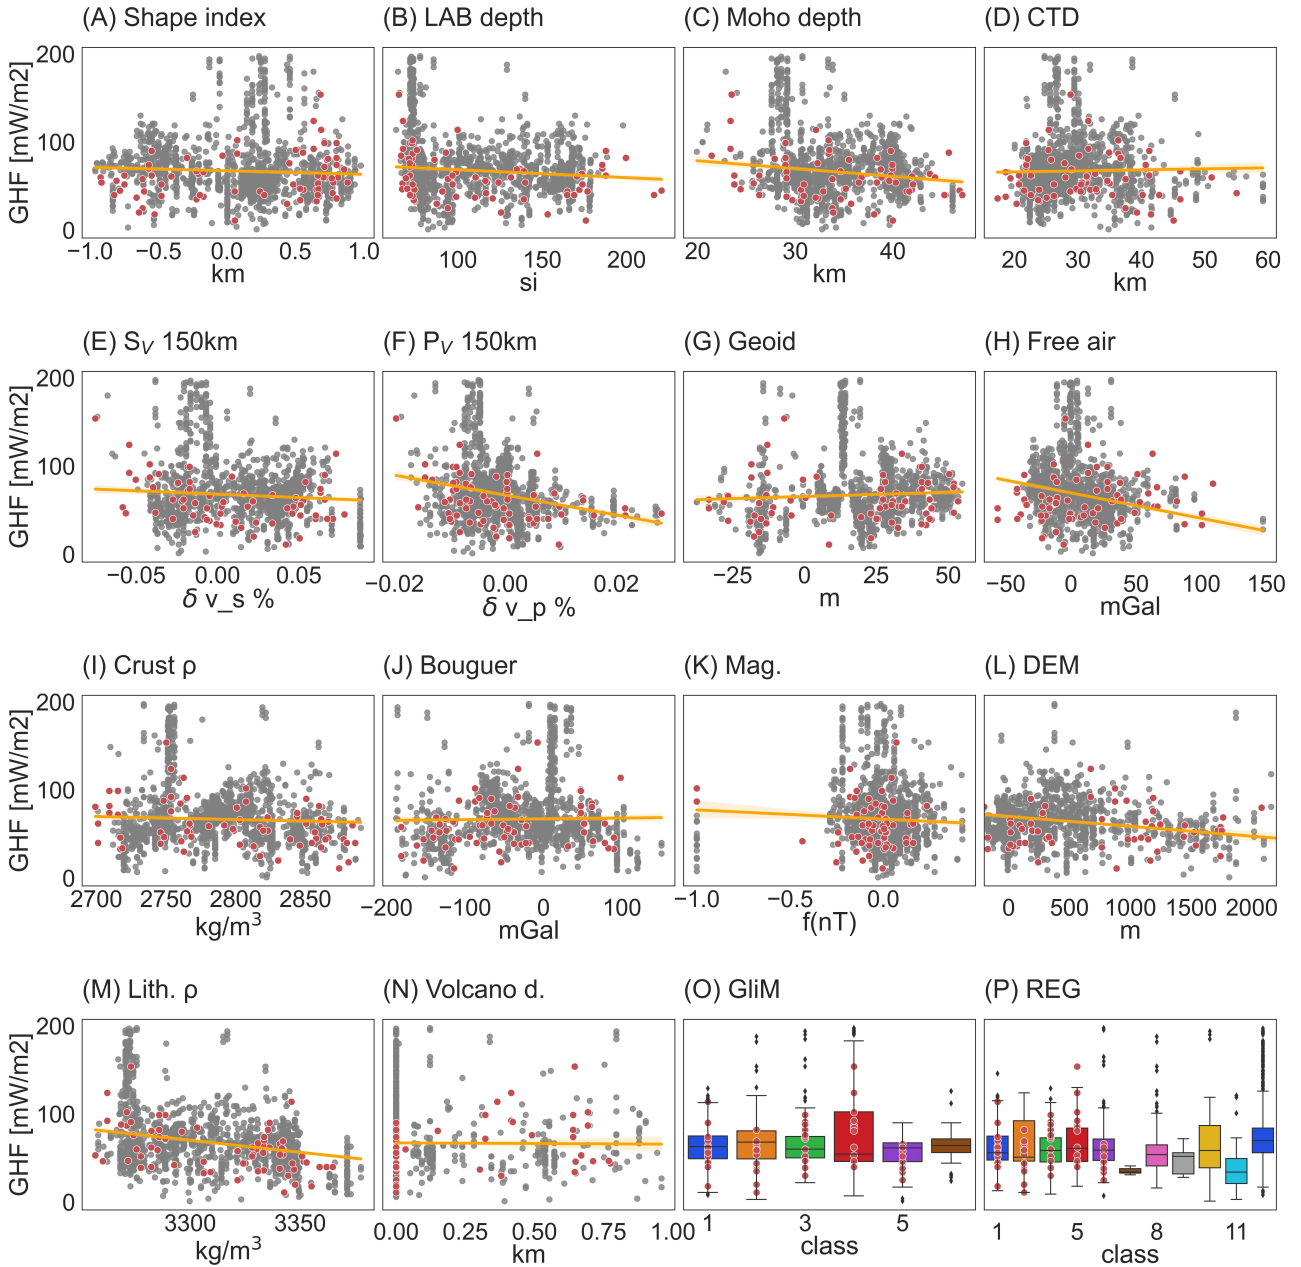 (A) Shape index
(B) LAB depth
(C) Moho depth
(D) CTD
GHF [mW/m2]
200
100
0
−1.0 −0.5 0.0 0.5 1.0
km
100 150 200
si
20 30 40
km
20 30 40 50 60
km
(E) S_V 150km
(F) P_V 150km
(G) Geoid
(H) Free air
GHF [mW/m2]
200
100
0
−0.05 0.00 0.05
δ v_s %
−0.02 0.00 0.02
δ v_p %
−25 0 25 50
m
−50 0 50 100 150
mGal
(I) Crust ρ
(J) Bouguer
(K) Mag.
(L) DEM
GHF [mW/m2]
200
100
0
2700 2750 2800 2850
kg/m³
−200 −100 0 100
mGal
−1.0 −0.5 0.0
f(nT)
0 500 1000 1500 2000
m
(M) Lith. ρ
(N) Volcano d.
(O) GliM
(P) REG
GHF [mW/m2]
200
100
0
3300 3350
kg/m³
0.00 0.25 0.50 0.75 1.00
km
1 3 5
class
1 5 8 11
class